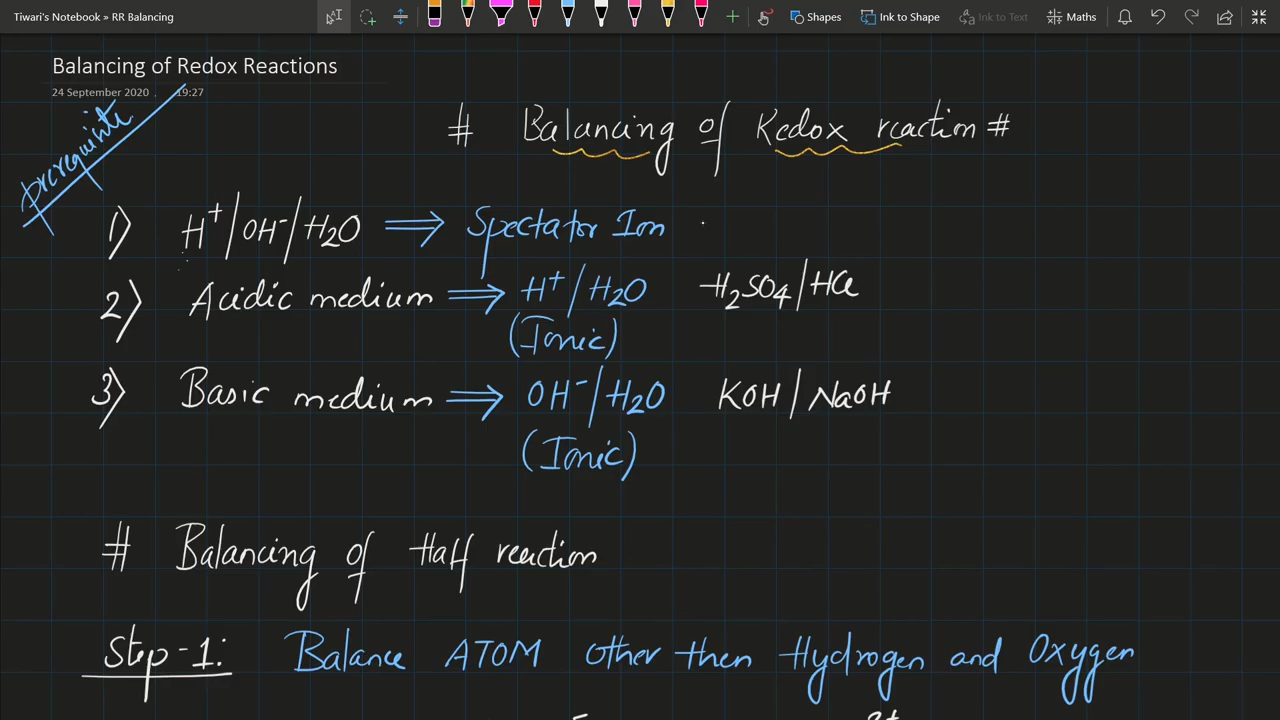 Tiwari's Notebook » RR Balancing
Shapes Ink to Shape Ink to Text Maths
Balancing of Redox Reactions
24 September 2020 19:27
prerequiste
# Balancing of Redox reaction #
1) H⁺/OH⁻/H2O ⟹ Spectator Ion
2) Acidic medium ⟹ H⁺/H2O H2SO4/HCl
(Ionic)
3) Basic medium ⟹ OH⁻/H2O KOH/NaOH
(Ionic)
# Balancing of Half reaction
Step-1: Balance ATOM other then Hydrogen and Oxygen